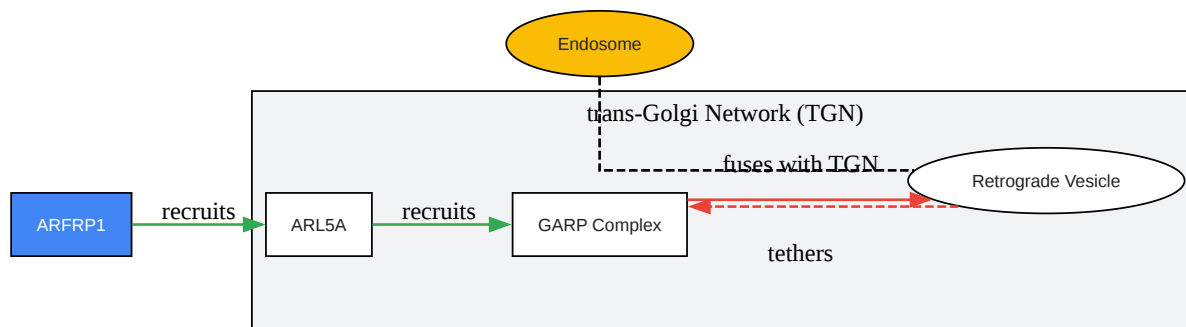 Endosome
trans-Golgi Network (TGN)
fuses with TGN
Retrograde Vesicle
ARFRP1
recruits
ARL5A
recruits
GARP Complex
tethers